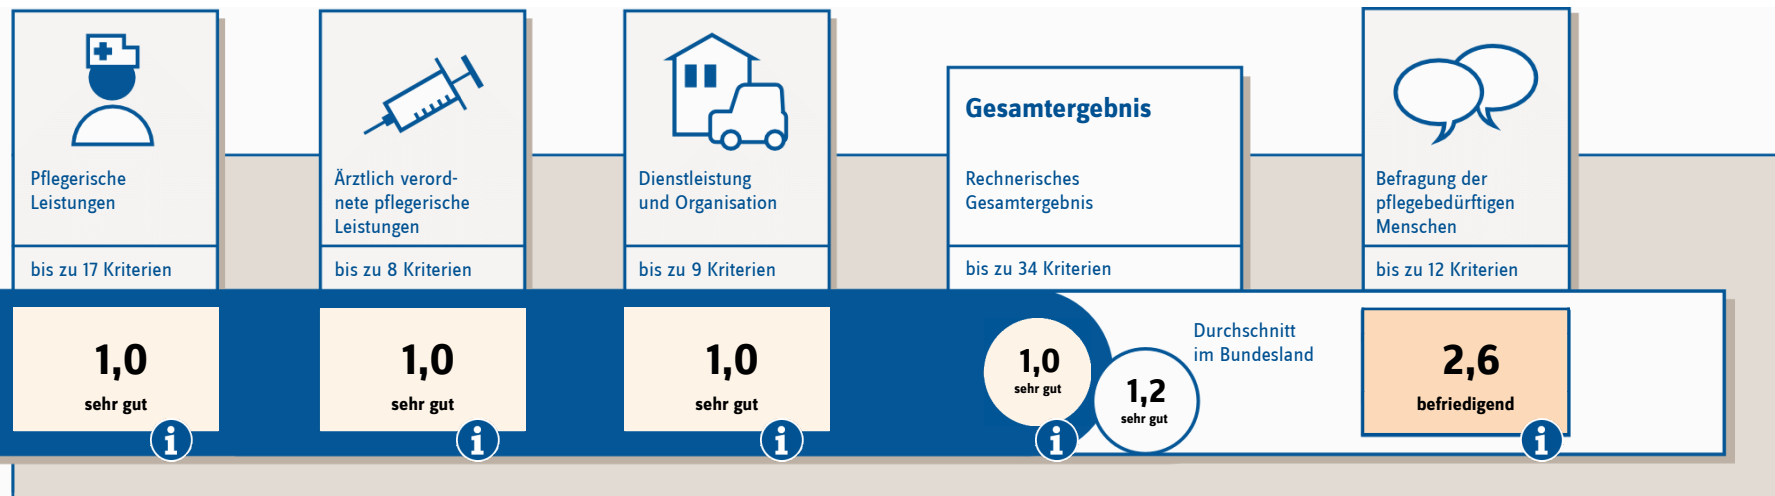 Pflegerische
Leistungen
bis zu 17 Kriterien
1,0
sehr gut
i
Ärztlich verord-
nete pflegerische
Leistungen
bis zu 8 Kriterien
1,0
sehr gut
i
Dienstleistung
und Organisation
bis zu 9 Kriterien
1,0
sehr gut
i
Gesamtergebnis
Rechnerisches
Gesamtergebnis
bis zu 34 Kriterien
1,0
sehr gut
i
1,2
sehr gut
Durchschnitt
im Bundesland
Befragung der
pflegebedürftigen
Menschen
bis zu 12 Kriterien
2,6
befriedigend
i